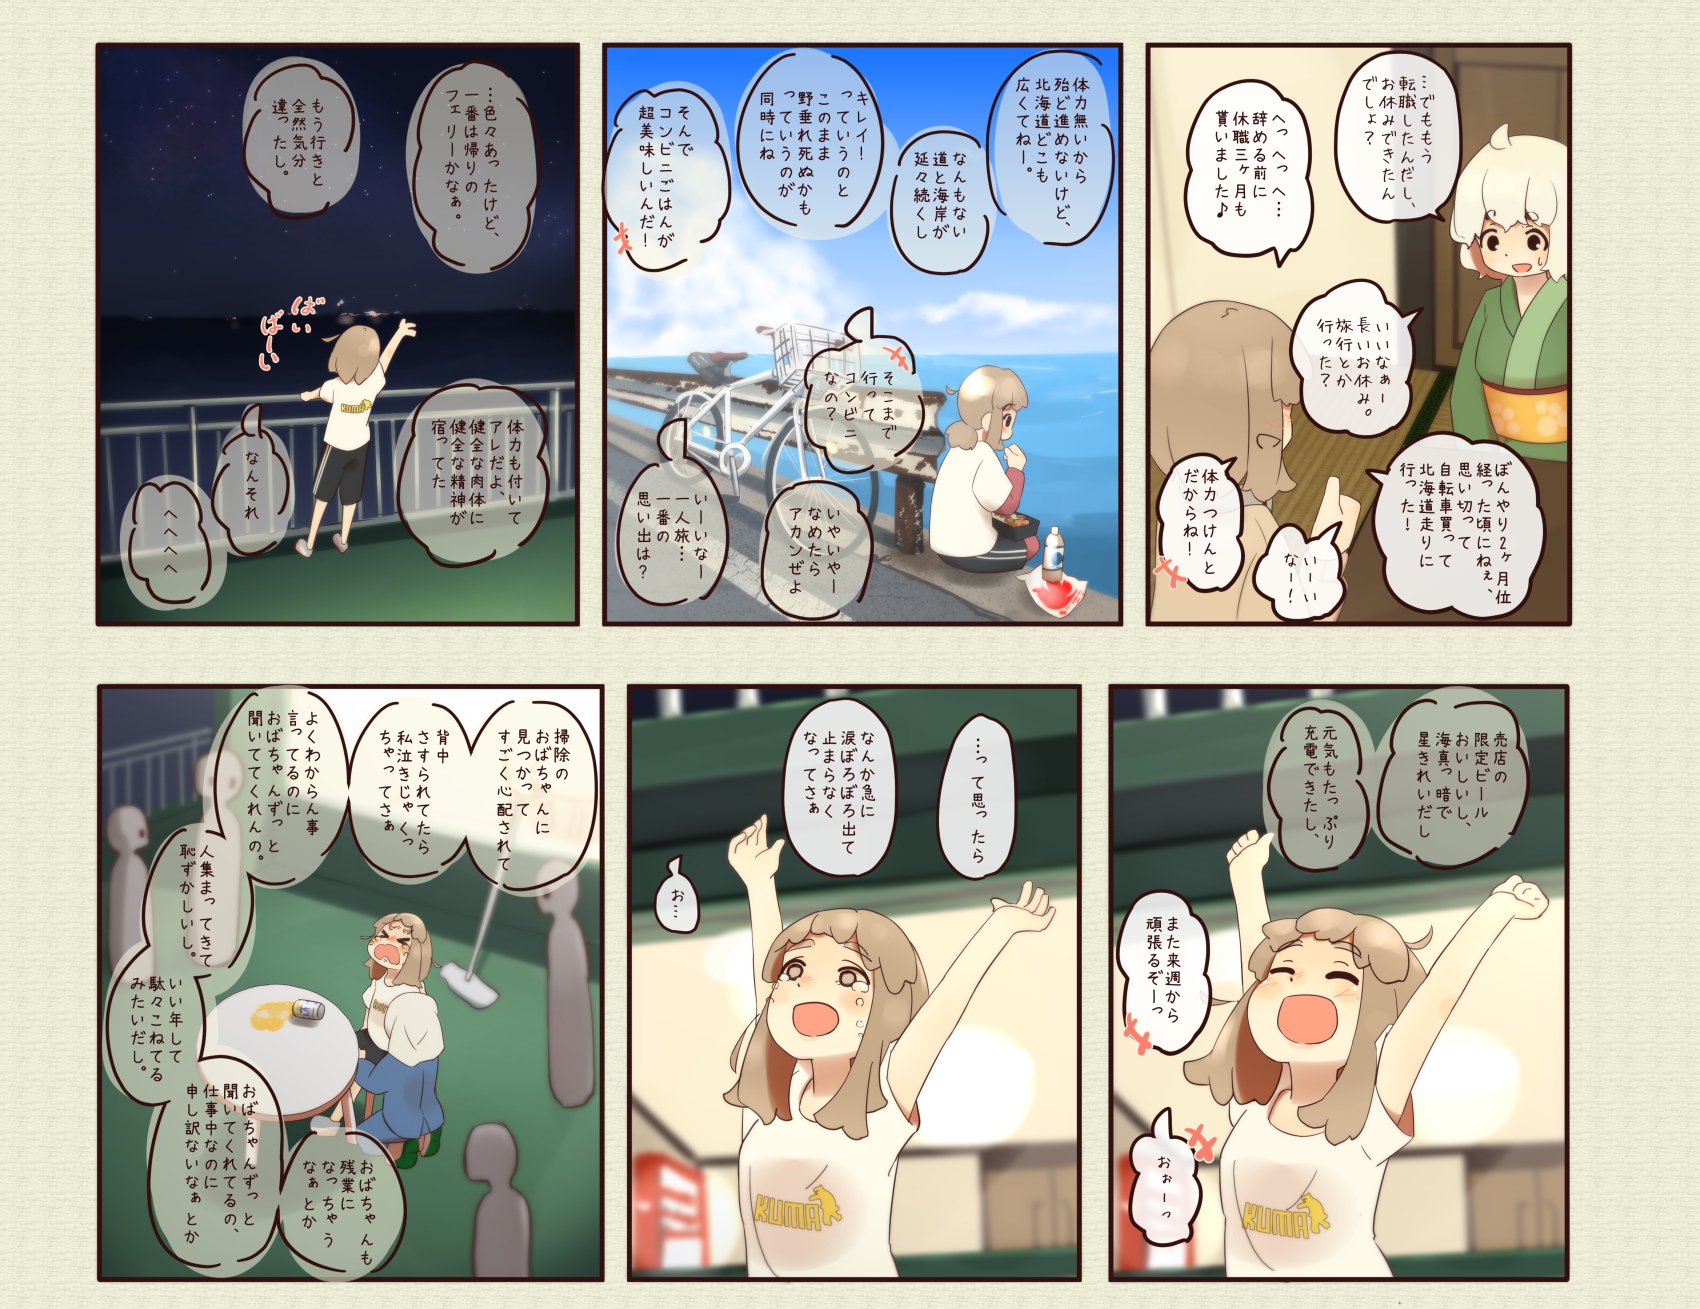 …でももう
転職したんだし、
お休みできたん
でしょ？
へっへっへ…
辞める前に
休職三ヶ月も
貰いました♪
いいなぁー
長いお休み。
旅行とか
行った？
ぼんやり2ヶ月位
経った頃にねぇ、
思い切って
自転車買って
北海道走りに
行った！
いーい
なー！
体力つけんと
だからね！
体力無いから
殆ど進めないけど、
北海道どこも
広くてねー。
なんもない
道と海岸が
延々続くし
キレイ！
っていうのと
このまま
野垂れ死ぬかも
っていうのが
同時にね
そんで
コンビニごはんが
超美味しいんだ！
そこまで
行って
コンビニ
なの？
いやいやー
なめたら
アカンぜよ
いーいなー
一人旅…
一番の
思い出は？
…色々あったけど、
一番は帰りの
フェリーかなぁ。
もう行きと
全然気分
違ったし。
ばい
ばーい
KUMA
体力も付いて
アレだよ、
健全な肉体に
健全な精神が
宿ってた
なんそれ
へへへへ
売店の
限定ビール
おいしいし、
海真っ暗で
星きれいだし
元気もたっぷり
充電できたし、
また来週から
頑張るぞーっ
おぉーっ
KUMA
…って思ったら
なんか急に
涙ぼろぼろ出て
止まらなく
なってさぁ
お…
KUMA
掃除の
おばちゃんに
見つかって
すごく心配されて
背中
さすられてたら
私泣きじゃくっ
ちゃってさぁ
よくわからん事
言ってるのに
おばちゃんずっと
聞いててくれんの。
人集まってきて
恥ずかしいし。
いい年して
駄々こねてる
みたいだし。
おばちゃんずっと
聞いてくれてるの、
仕事中なのに
申し訳ないなぁとか
おばちゃんも
残業に
なっちゃう
なぁとか